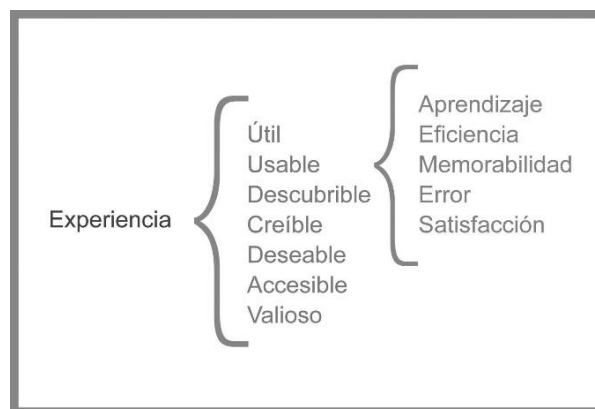 Experiencia
Útil
Usable
Descubrible
Creíble
Deseable
Accesible
Valioso
Aprendizaje
Eficiencia
Memorabilidad
Error
Satisfacción